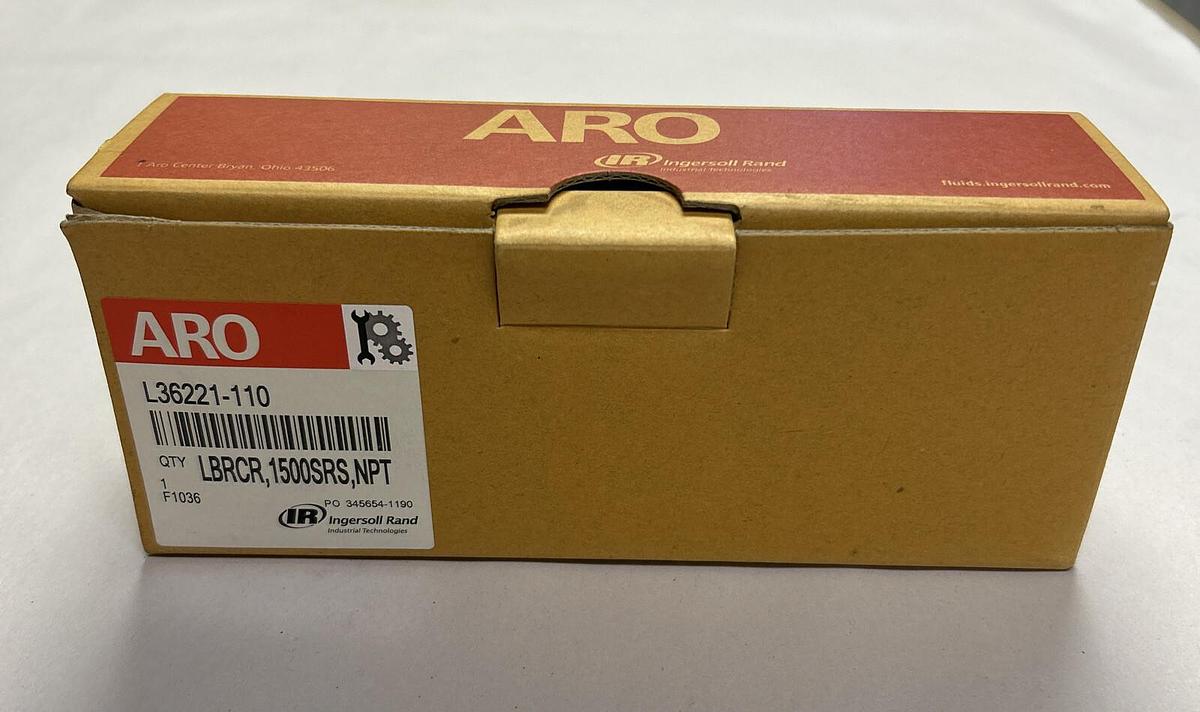 ARO
IR Ingersoll Rand
Industrial Technologies
1 Aro Center Bryan, Ohio 43506
fluids.ingersollrand.com
ARO
L36221-110
QTY LBRCR,1500SRS,NPT
1
F1036
PO 345654-1190
IR Ingersoll Rand
Industrial Technologies